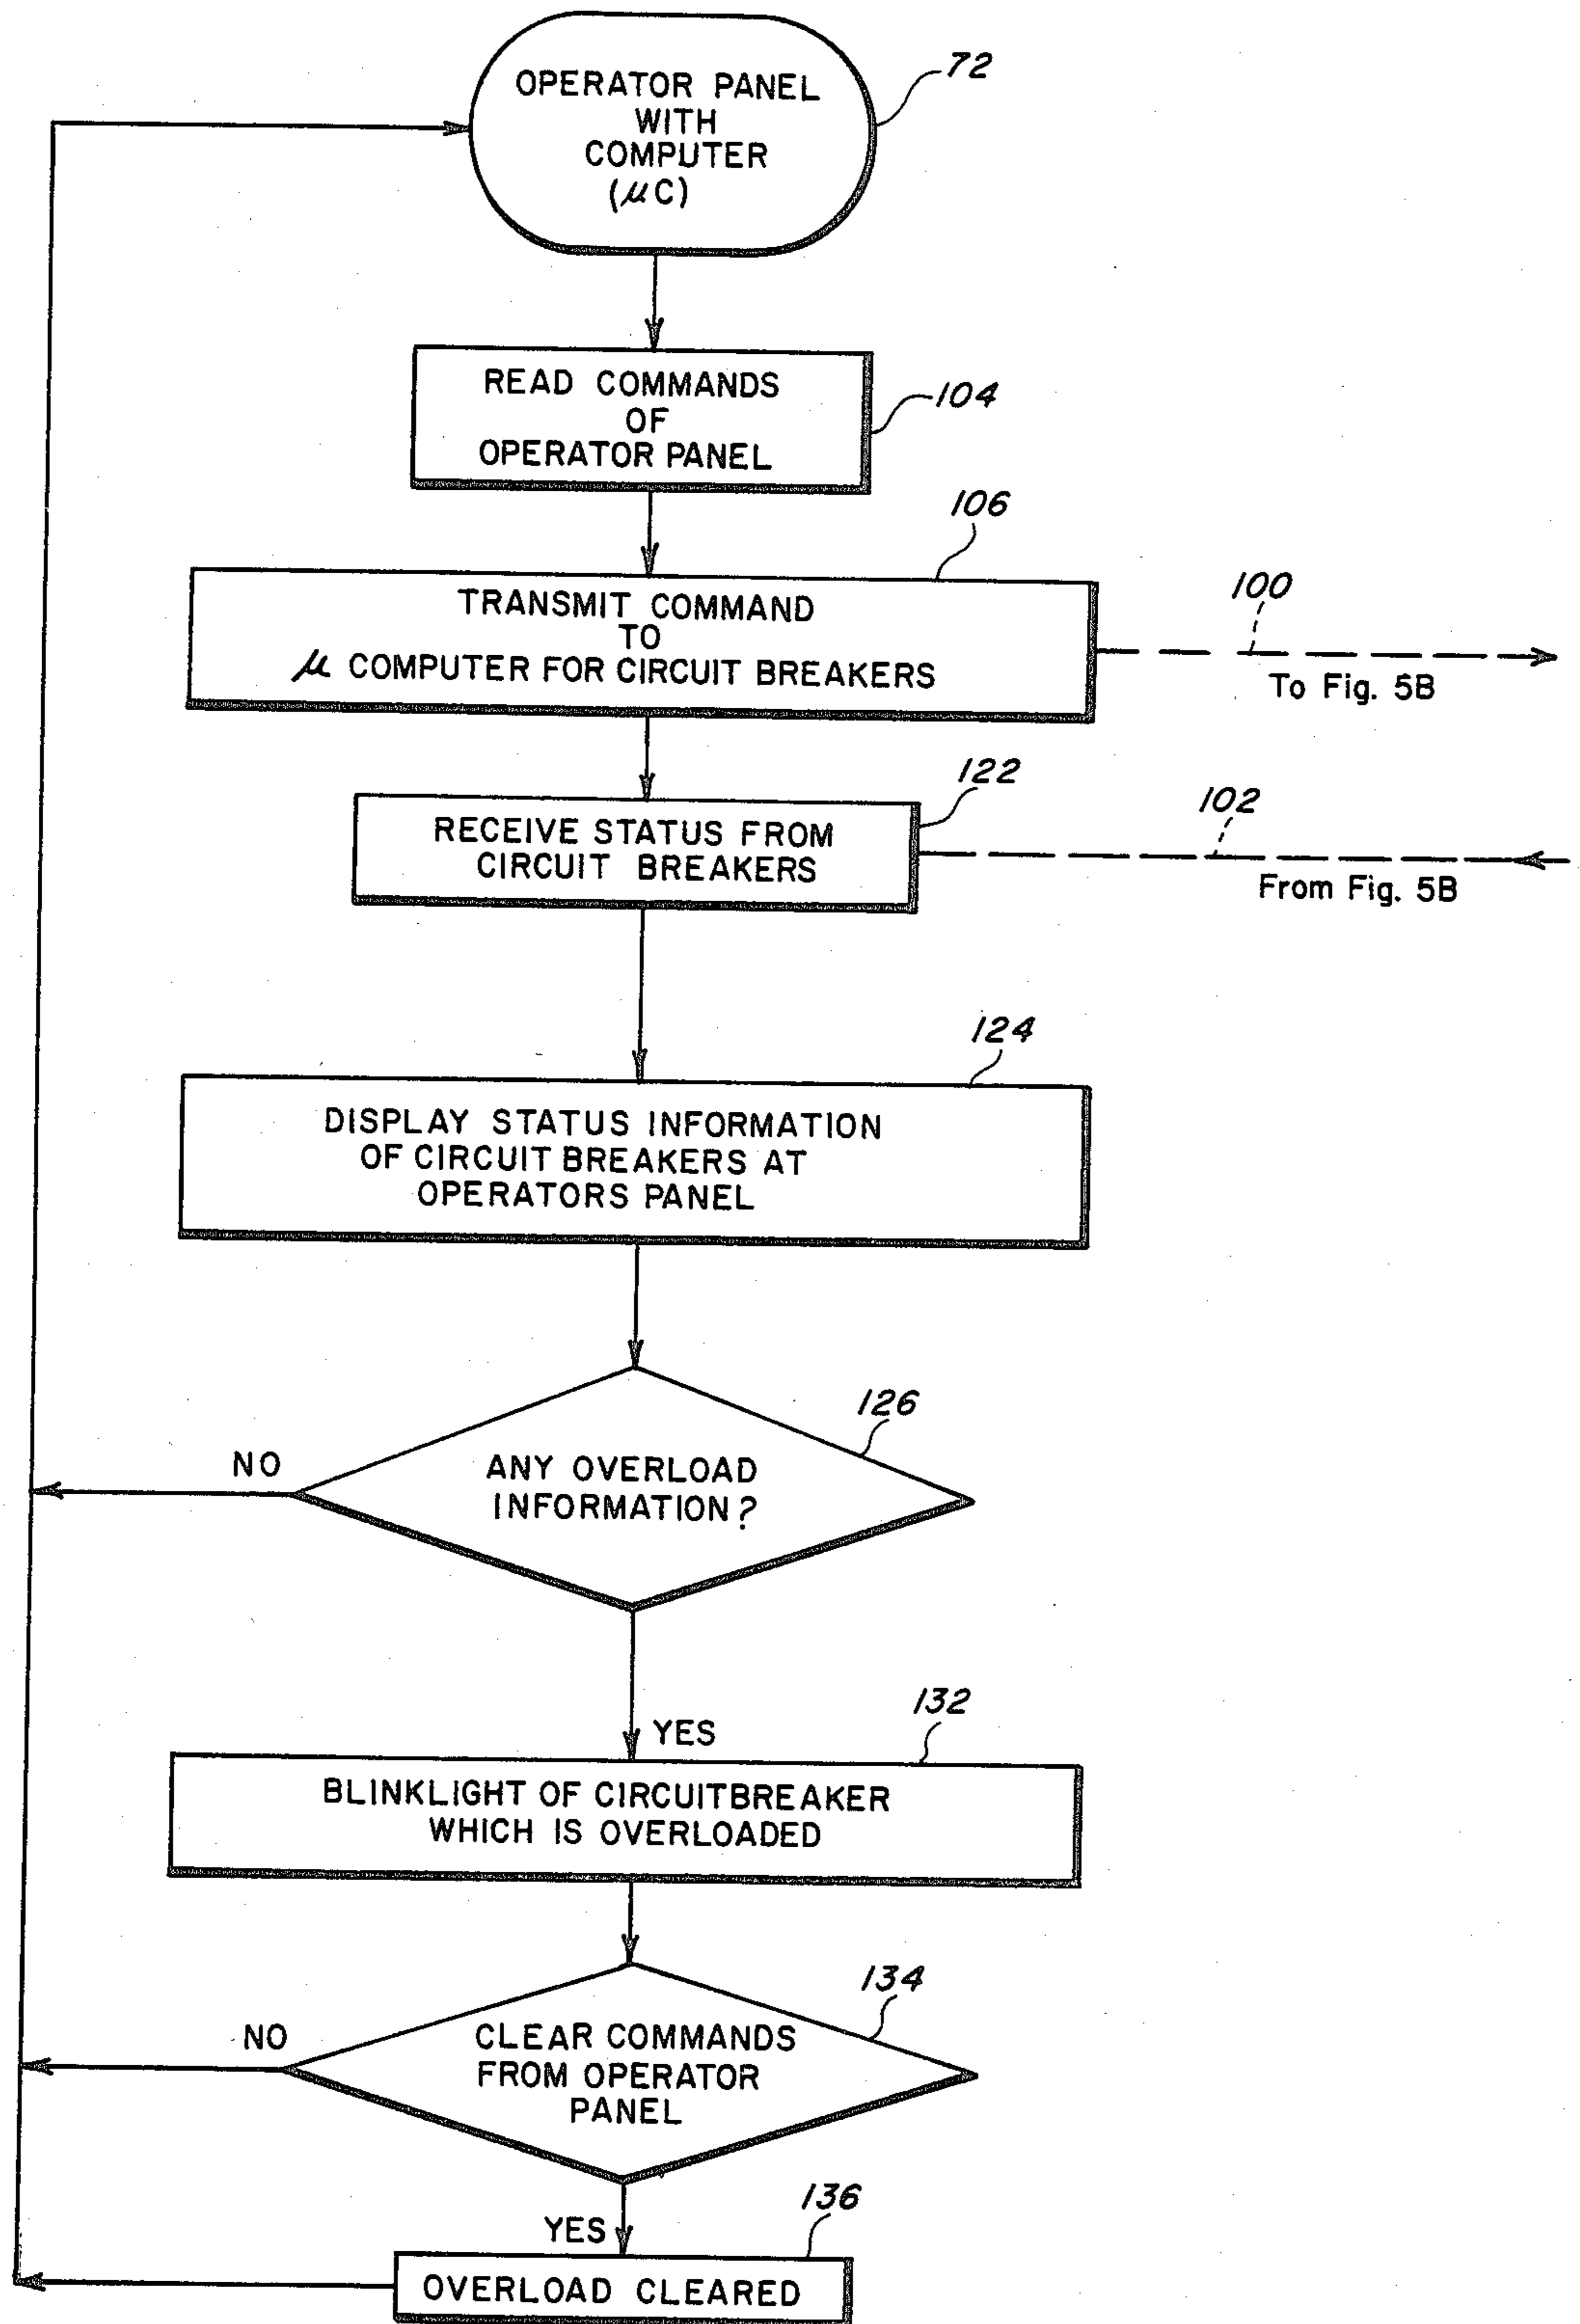 OPERATOR PANEL
WITH
COMPUTER
(μC)
72
READ COMMANDS
OF
OPERATOR PANEL
104
106
TRANSMIT COMMAND
TO
μ COMPUTER FOR CIRCUIT BREAKERS
100
To Fig. 5B
122
RECEIVE STATUS FROM
CIRCUIT BREAKERS
102
From Fig. 5B
124
DISPLAY STATUS INFORMATION
OF CIRCUIT BREAKERS AT
OPERATORS PANEL
126
NO
ANY OVERLOAD
INFORMATION?
YES
132
BLINKLIGHT OF CIRCUITBREAKER
WHICH IS OVERLOADED
134
NO
CLEAR COMMANDS
FROM OPERATOR
PANEL
YES
136
OVERLOAD CLEARED